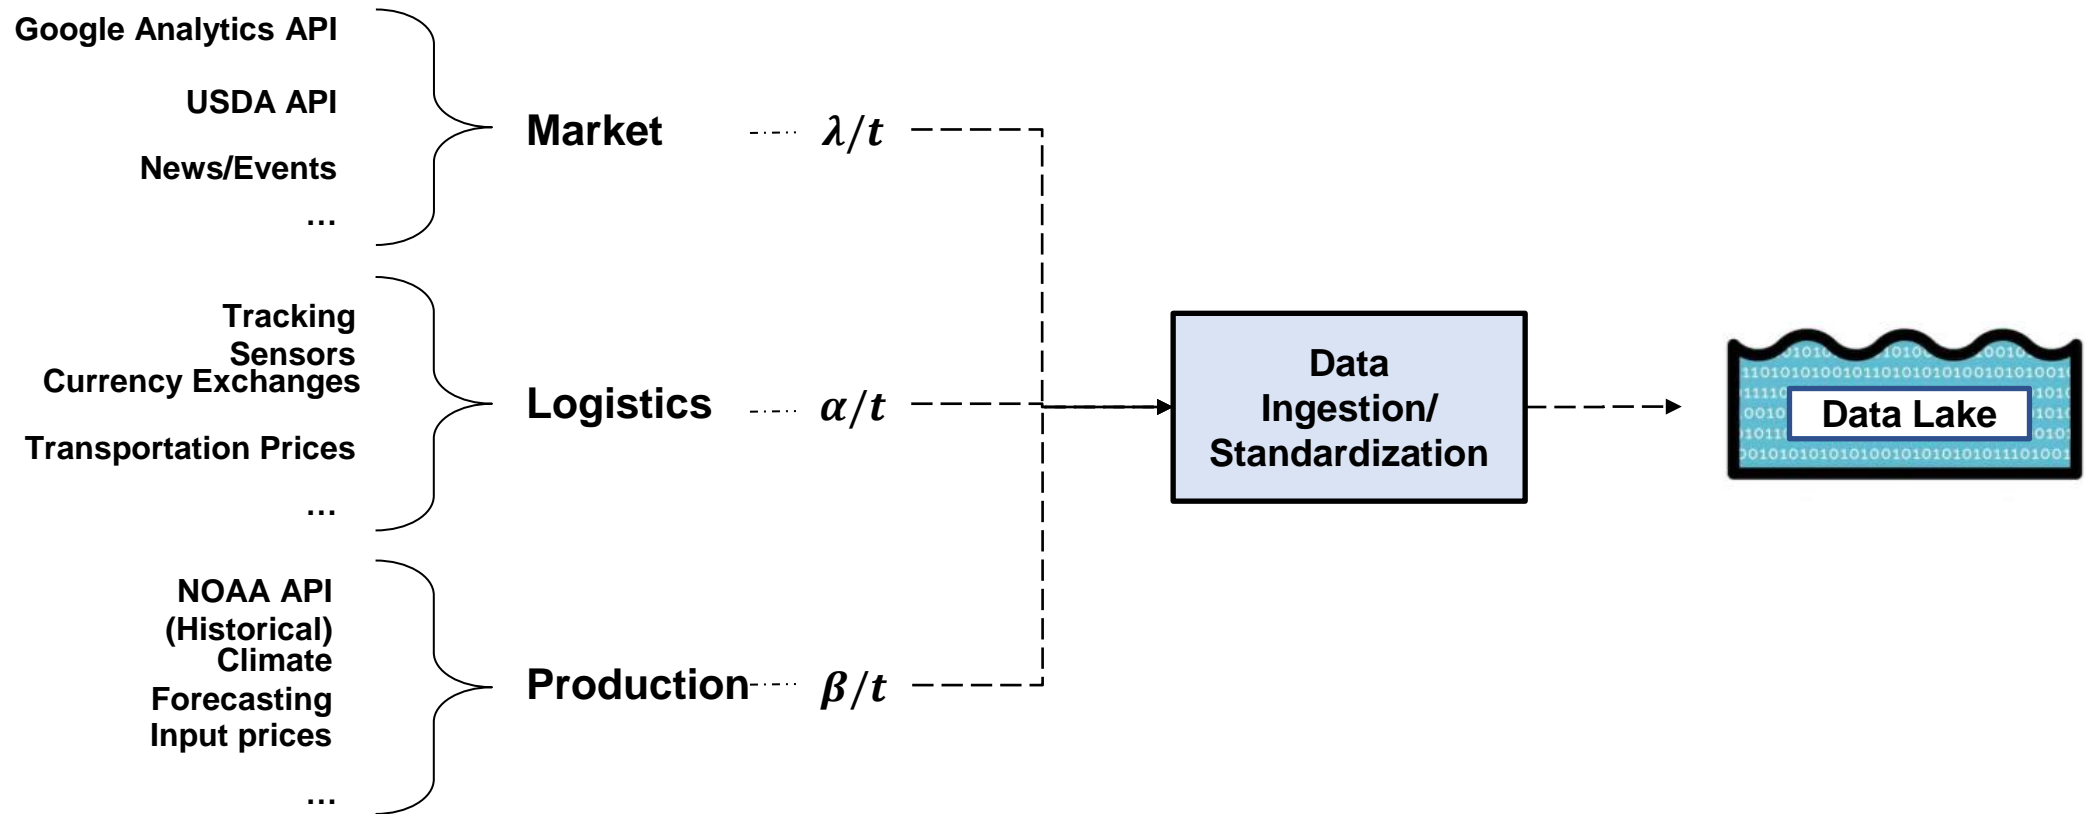 Google Analytics API
USDA API
News/Events
…
Market
λ/t
Tracking
Sensors
Currency Exchanges
Transportation Prices
…
Logistics
α/t
NOAA API
(Historical)
Climate
Forecasting
Input prices
…
Production
β/t
Data
Ingestion/
Standardization
Data Lake